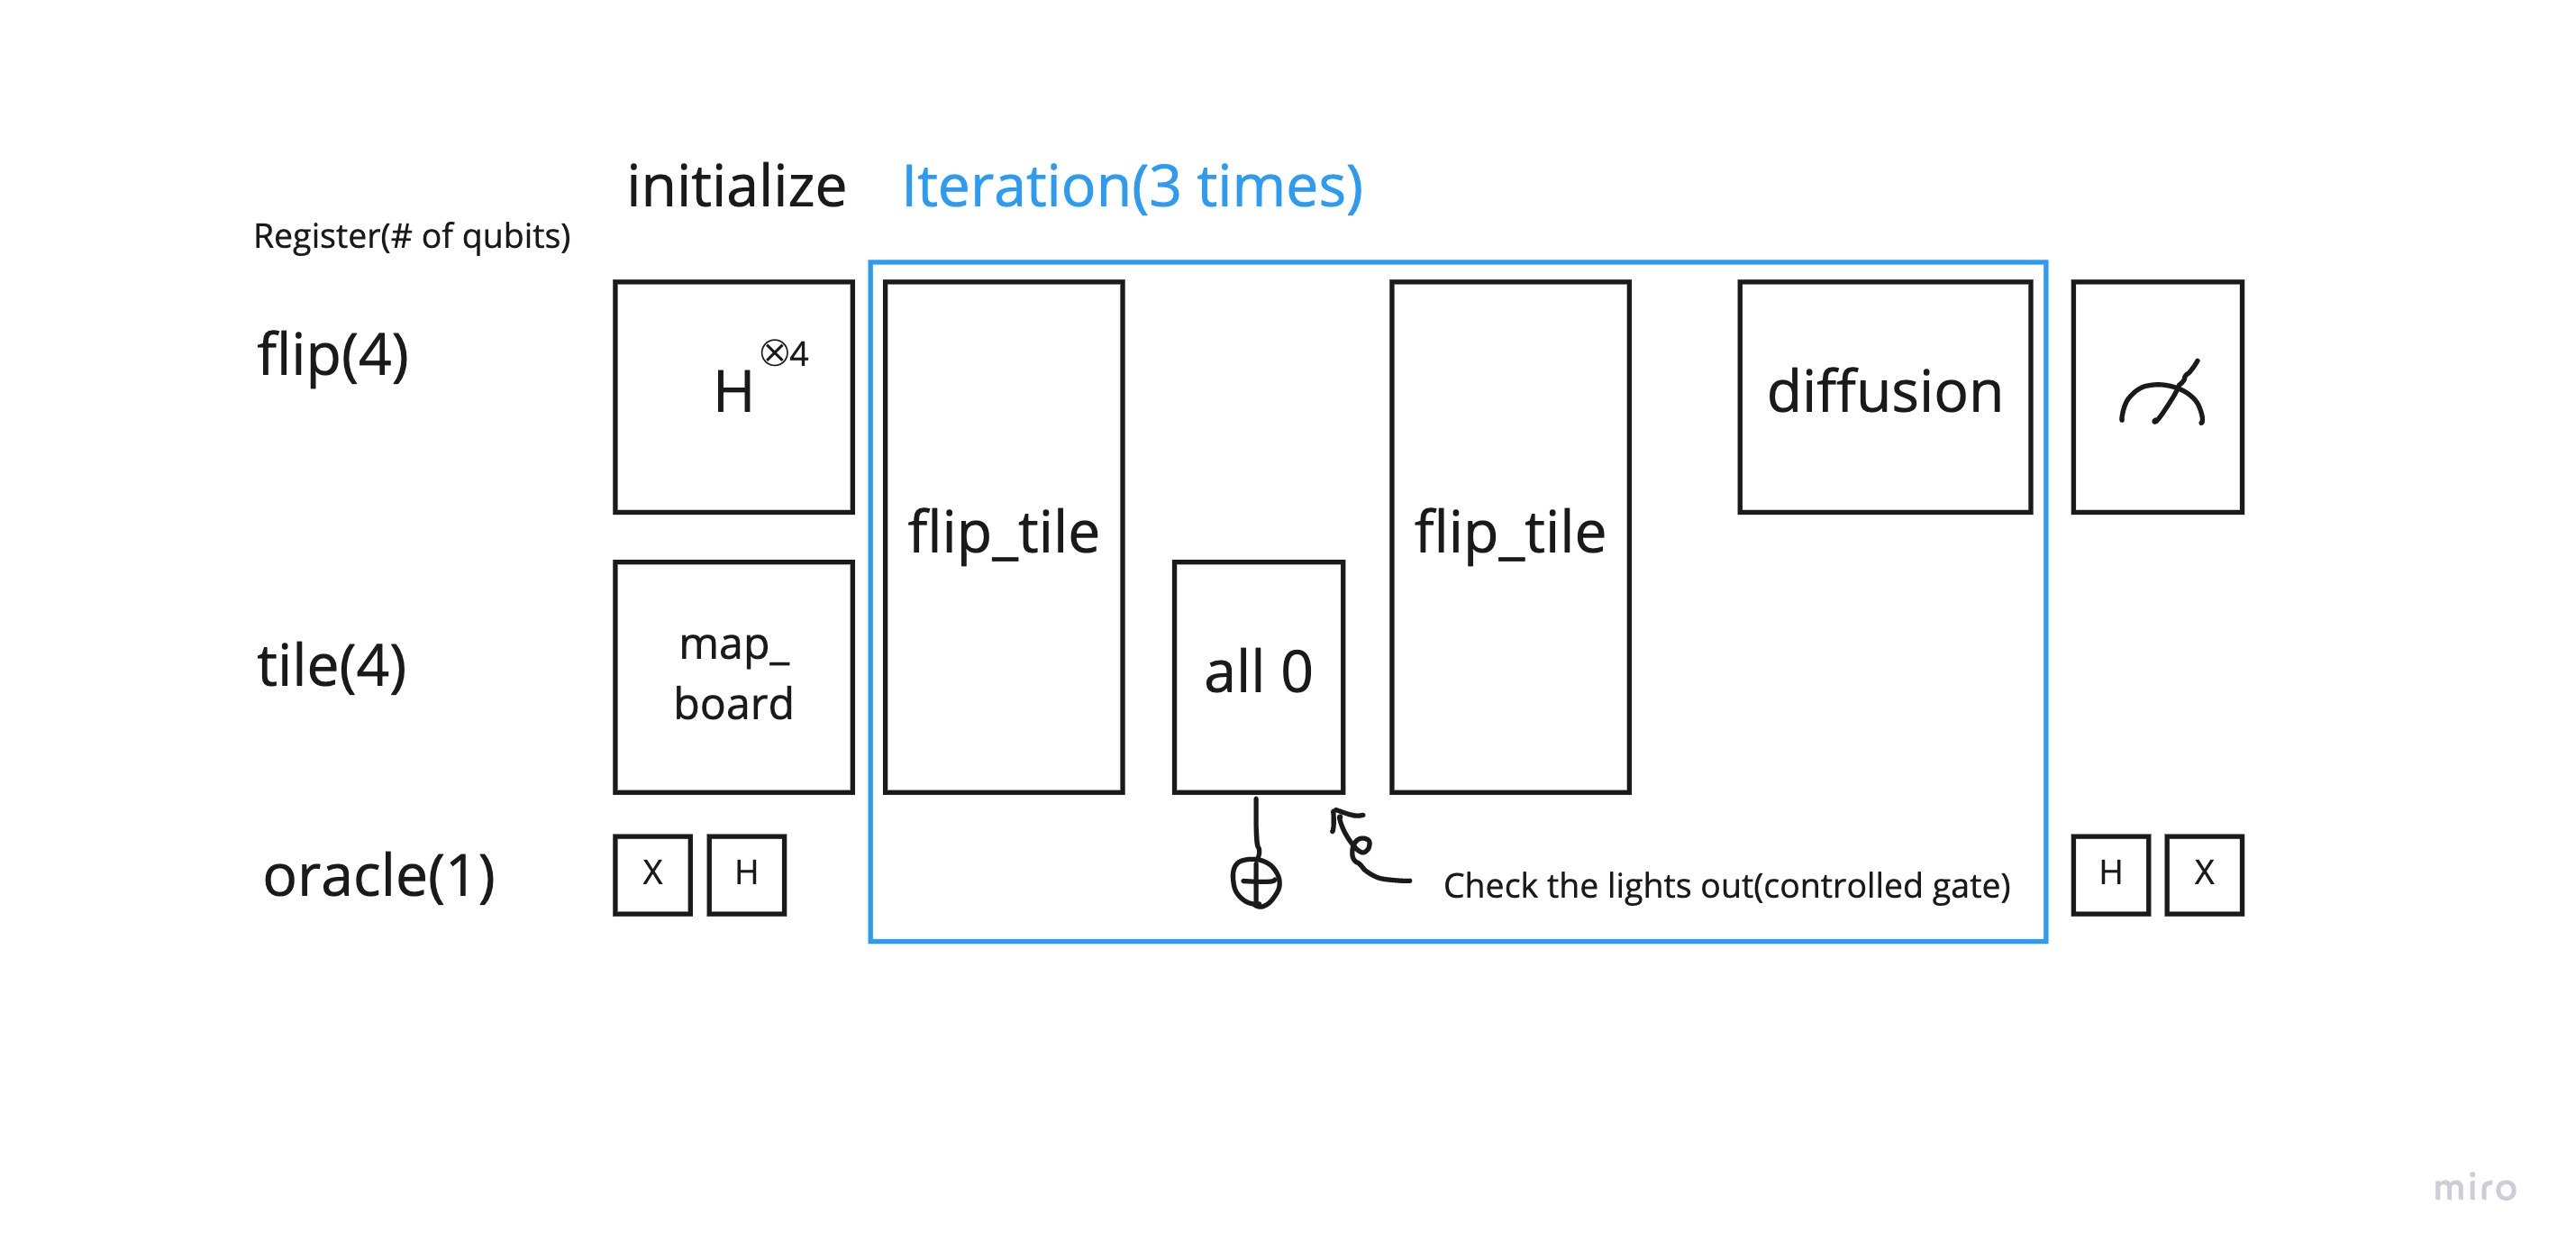 initialize
Iteration(3 times)
Register(# of qubits)
flip(4)
H⊗4
flip_tile
flip_tile
diffusion
tile(4)
map_
board
all 0
oracle(1)
X
H
Check the lights out(controlled gate)
H
X
miro